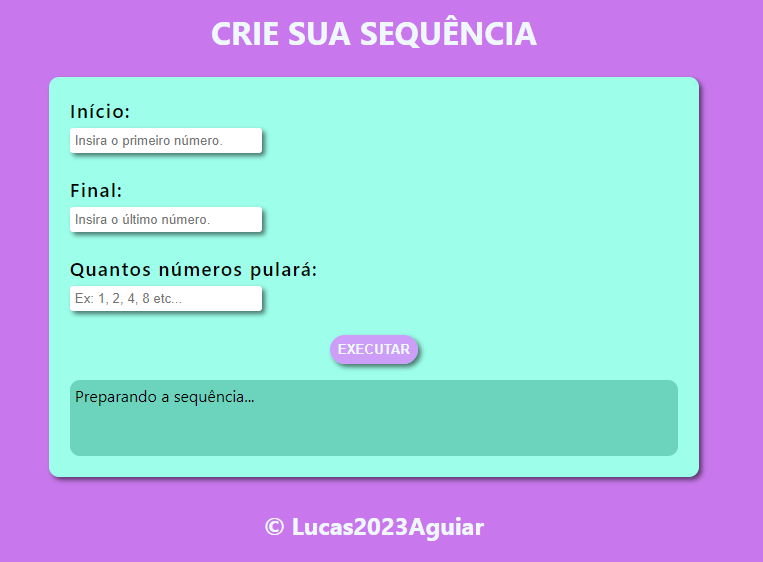 CRIE SUA SEQUÊNCIA
Início:
Insira o primeiro número.
Final:
Insira o último número.
Quantos números pulará:
Ex: 1, 2, 4, 8 etc...
EXECUTAR
Preparando a sequência...
© Lucas2023Aguiar